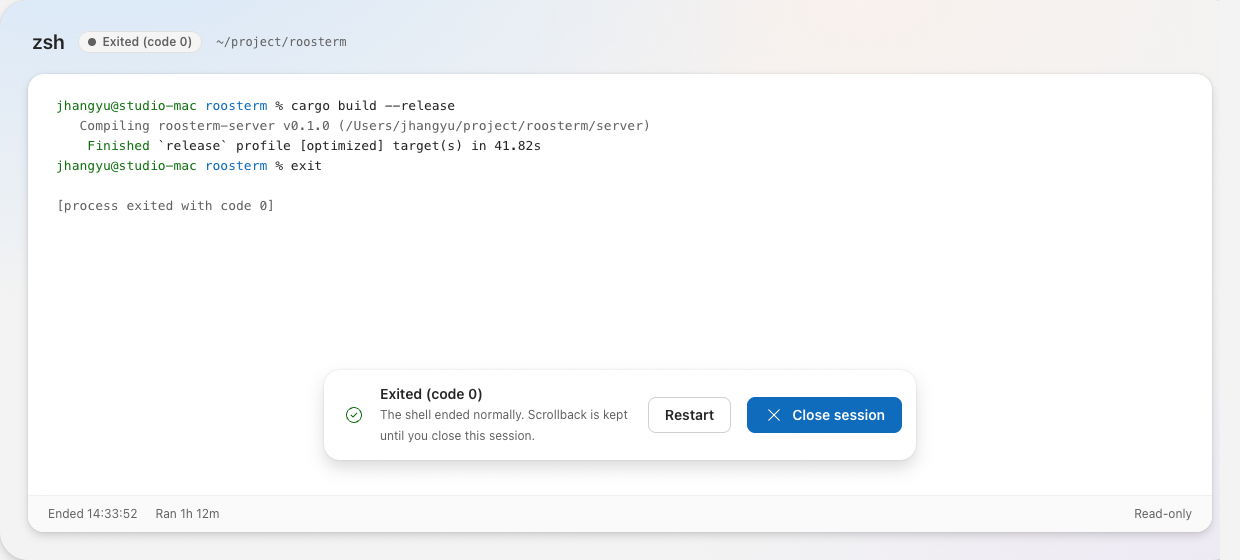 zsh Exited (code 0) ~/project/roosterm
jhangyu@studio-mac roosterm % cargo build --release
Compiling roosterm-server v0.1.0 (/Users/jhangyu/project/roosterm/server)
Finished `release` profile [optimized] target(s) in 41.82s
jhangyu@studio-mac roosterm % exit
[process exited with code 0]
Exited (code 0)
The shell ended normally. Scrollback is kept
until you close this session.
Restart
Close session
Ended 14:33:52 Ran 1h 12m Read-only